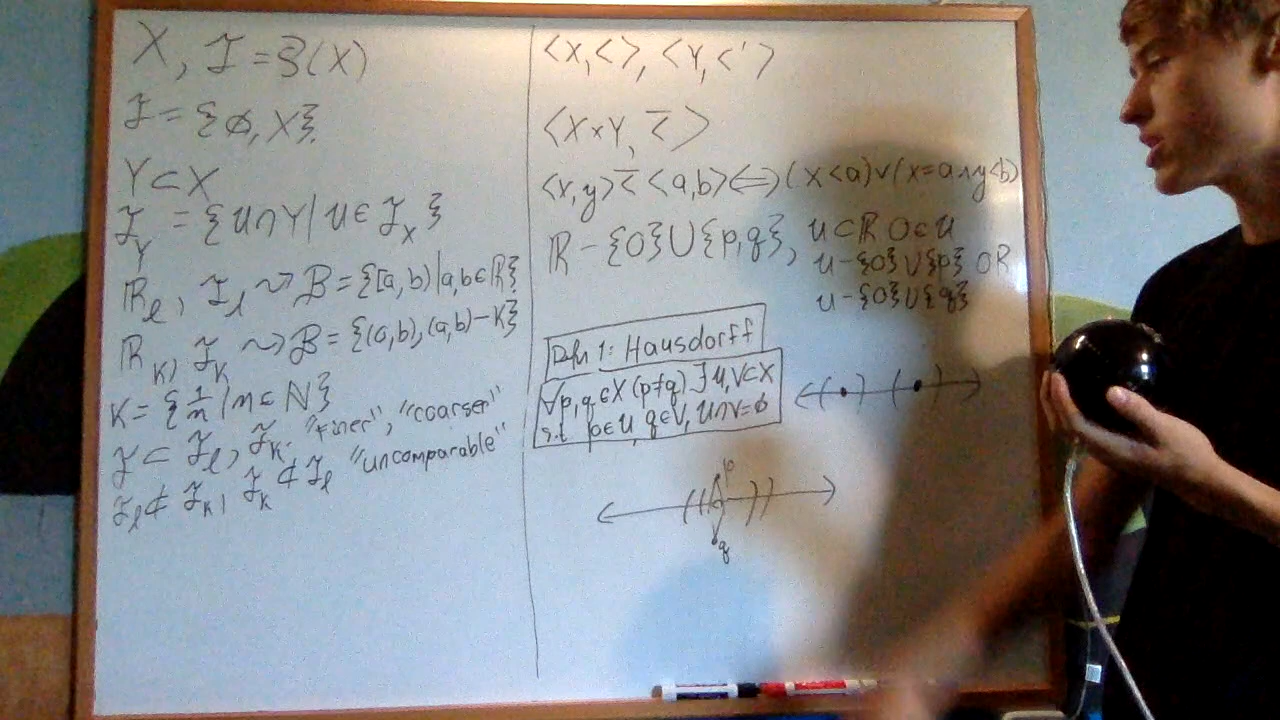 X, 𝒯 = 𝒫(X)
𝒯 = {∅, X}.
Y ⊂ X
𝒯_Y = {U∩Y | U ∈ 𝒯_X}
ℝ_ℓ, 𝒯_ℓ ⇝ ℬ = {[a,b) | a,b ∈ ℝ}
ℝ_K, 𝒯_K ⇝ ℬ = {(a,b), (a,b) − K}
K = {1/n | n ∈ ℕ}
𝒯 ⊂ 𝒯_ℓ, 𝒯_K. "finer", "coarser"
𝒯_ℓ ⊄ 𝒯_K, 𝒯_K ⊄ 𝒯_ℓ "uncomparable"
<X, <>, <Y, <'>
<X×Y, <̅>
<x,y> <̅ <a,b> ⟺ (x<a) ∨ (x=a ∧ y<b)
ℝ − {0} ∪ {p,q}, U ⊂ ℝ 0 ∈ U
U − {0} ∪ {p} OR
U − {0} ∪ {q}
Defn 1: Hausdorff
∀p,q ∈ X (p≠q) ∃ U,V ⊂ X
s.t. p ∈ U, q ∈ V, U∩V = ∅
p
q